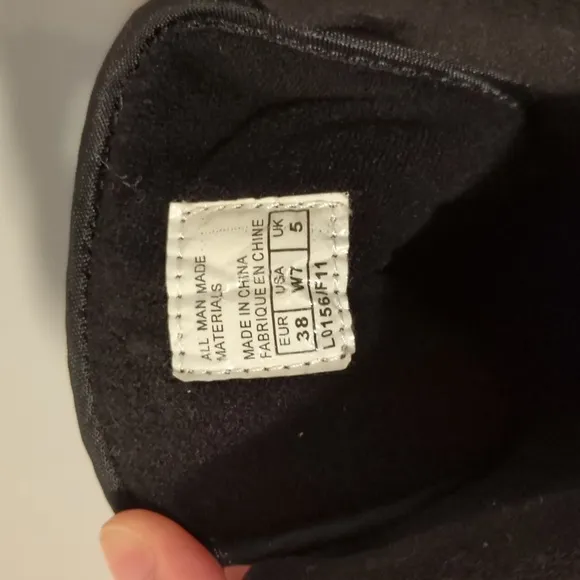 ALL MAN MADE
MATERIALS
MADE IN CHINA
FABRIQUE EN CHINE
EUR USA UK
38 W7 5
L0156/F11